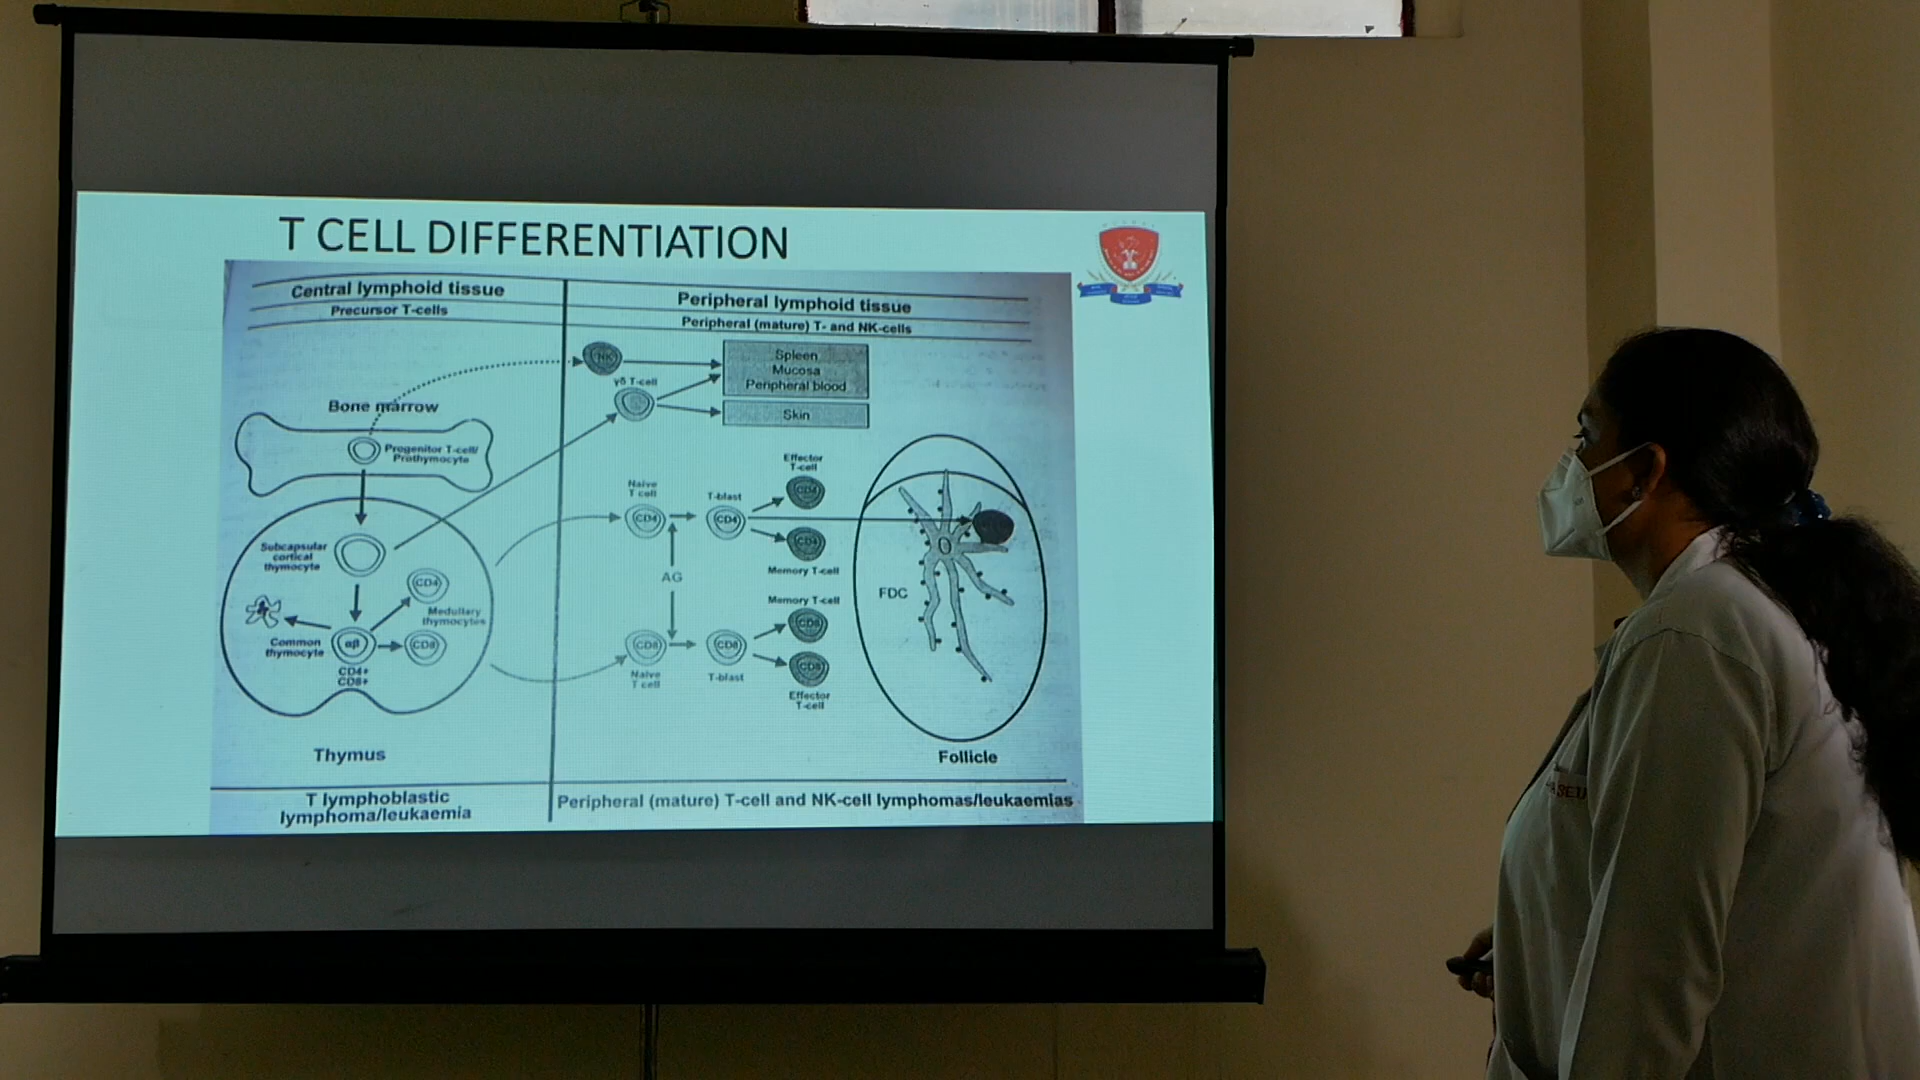 T CELL DIFFERENTIATION
Central lymphoid tissue
Precursor T-cells
Peripheral lymphoid tissue
Peripheral (mature) T- and NK-cells
NK
γδ T-cell
Spleen
Mucosa
Peripheral blood
Skin
Bone marrow
Progenitor T-cell/
Prothymocyte
Subcapsular
cortical
thymocyte
CD4
Medullary
thymocytes
Common
thymocyte
αβ
CD8
CD4+
CD8+
Thymus
Naive
T cell
CD4
T-blast
CD4
Effector
T-cell
CD4
CD4
Memory T-cell
AG
Memory T-cell
CD8
CD8
CD8
CD8
Naive
T cell
T-blast
Effector
T-cell
FDC
Follicle
T lymphoblastic
lymphoma/leukaemia
Peripheral (mature) T-cell and NK-cell lymphomas/leukaemias